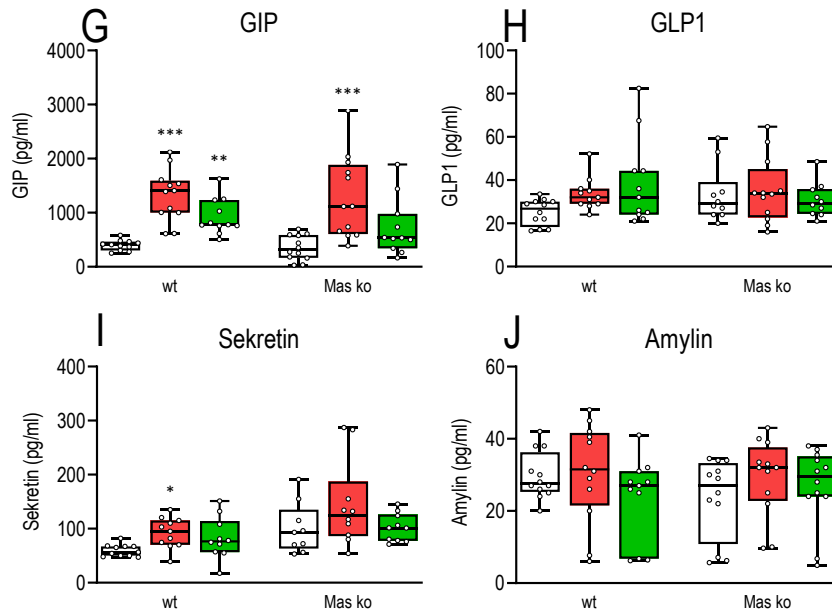 G
GIP
GIP (pg/ml)
4000
3000
2000
1000
0
***
**
***
wt
Mas ko
H
GLP1
GLP1 (pg/ml)
100
80
60
40
20
0
wt
Mas ko
I
Sekretin
Sekretin (pg/ml)
400
300
200
100
0
*
wt
Mas ko
J
Amylin
Amylin (pg/ml)
60
40
20
0
wt
Mas ko